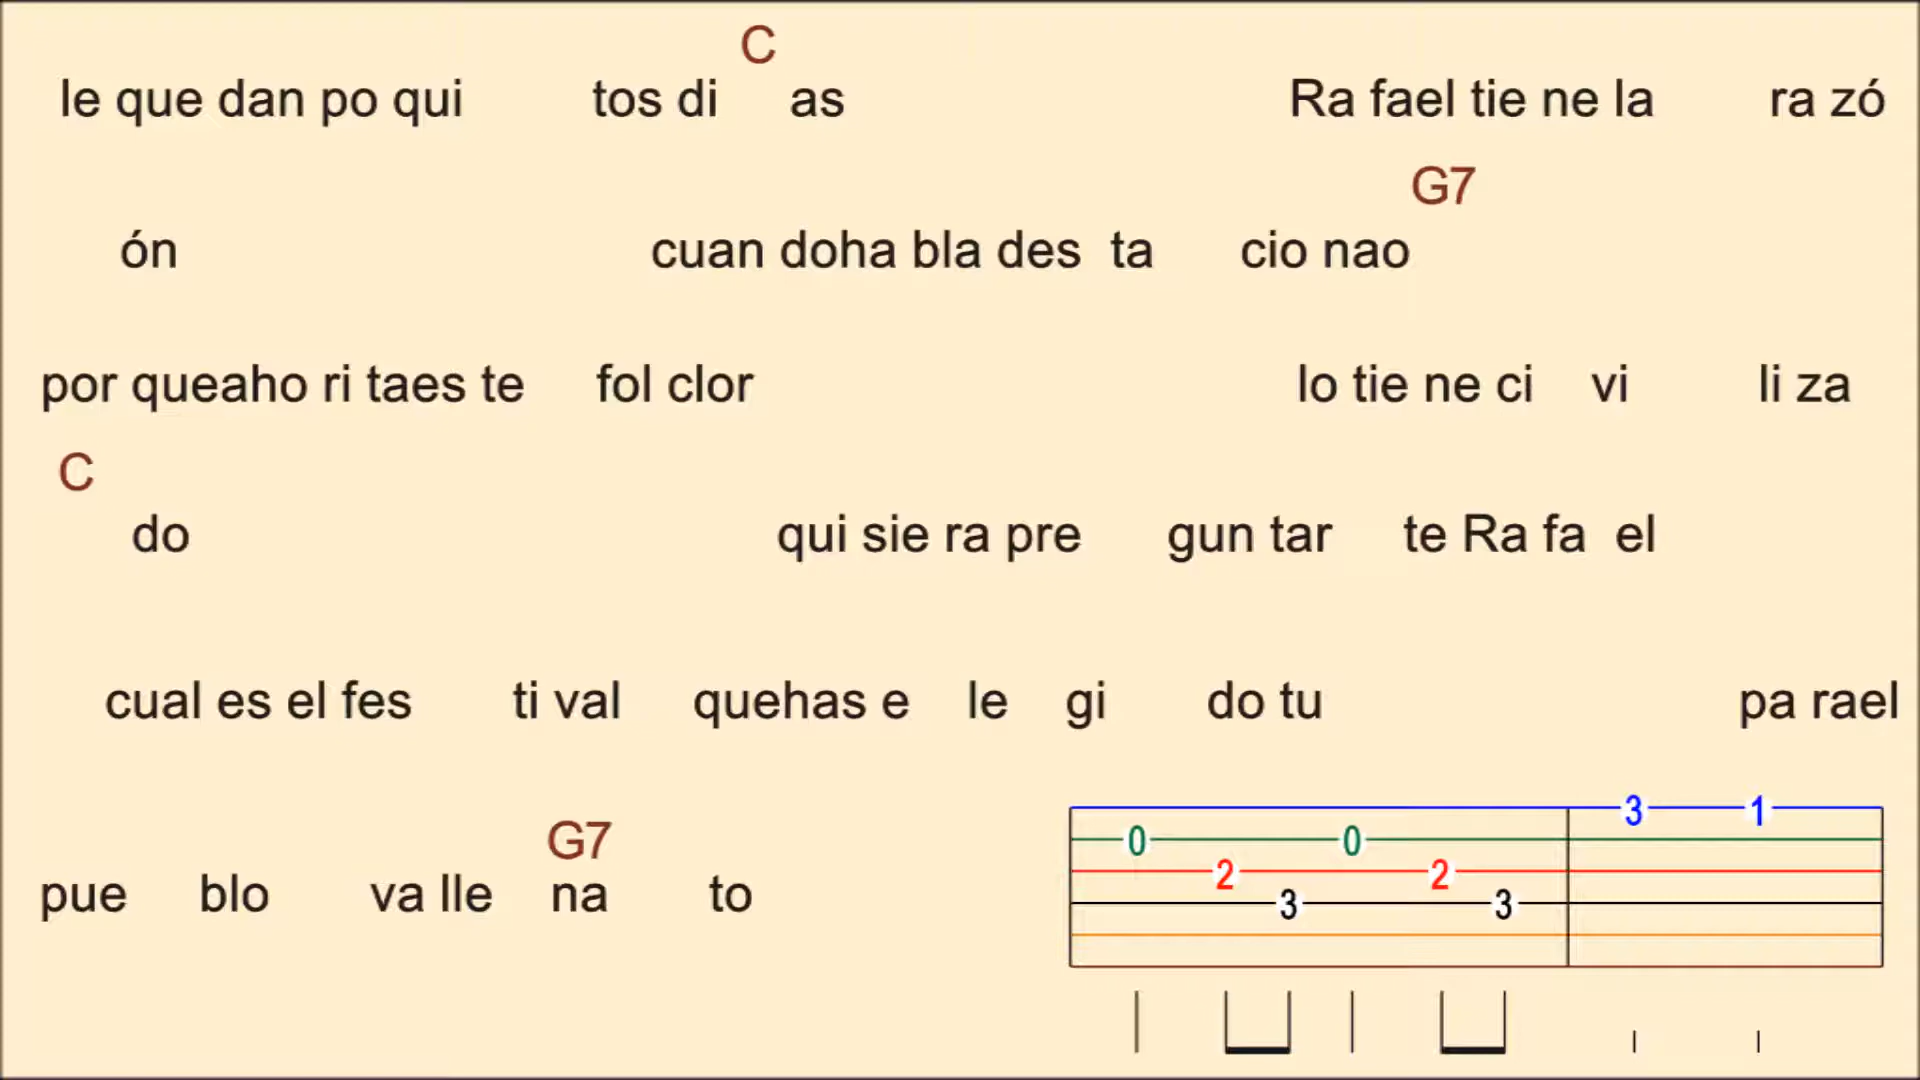 C
le que dan po qui tos di as Ra fael tie ne la ra zó
G7
ón cuan doha bla des ta cio nao
por queaho ri taes te fol clor lo tie ne ci vi li za
C
do qui sie ra pre gun tar te Ra fa el
cual es el fes ti val quehas e le gi do tu pa rael
G7
pue blo va lle na to
3 1
0 0
2 2
3 3